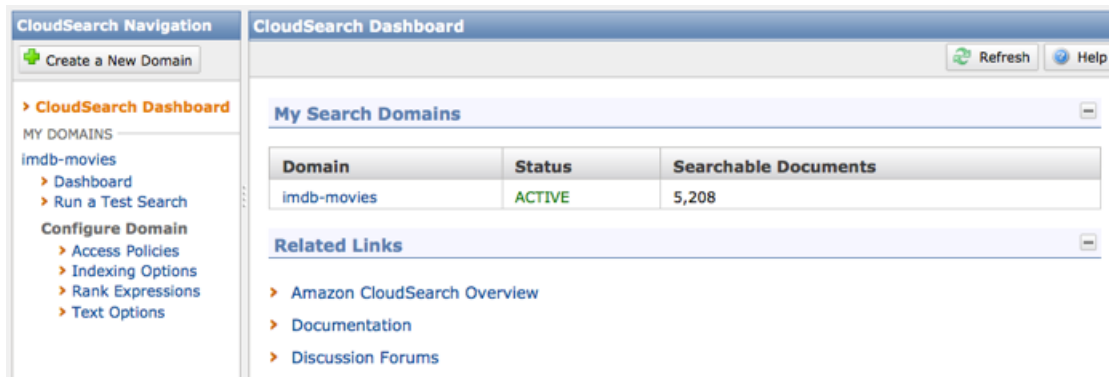 CloudSearch Navigation
Create a New Domain
CloudSearch Dashboard
MY DOMAINS
imdb-movies
Dashboard
Run a Test Search
Configure Domain
Access Policies
Indexing Options
Rank Expressions
Text Options
CloudSearch Dashboard
Refresh Help
My Search Domains
Domain Status Searchable Documents
imdb-movies ACTIVE 5,208
Related Links
Amazon CloudSearch Overview
Documentation
Discussion Forums